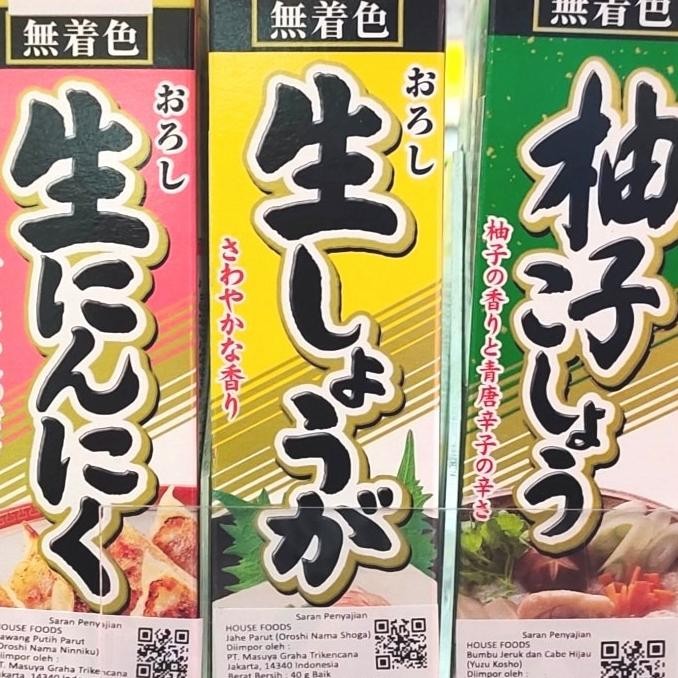 無着色
おろし
生にんにく
Saran Penyajian
HOUSE FOODS
awang Putih Parut
Oroshi Nama Ninniku)
Diimpor oleh :
T. Masuya Graha Trikencana
akarta, 14340 Indonesia
無着色
おろし
生しょうが
さわやかな香り
Saran Penyajian
HOUSE FOODS
Jahe Parut (Oroshi Nama Shoga)
Diimpor oleh :
PT. Masuya Graha Trikencana
Jakarta, 14340 Indonesia
Berat Bersih : 40 g Baik
無着色
柚子こしょう
柚子の香りと青唐辛子の辛さ
Saran Penyajian
HOUSE FOODS
Bumbu Jeruk dan Cabe Hijau
(Yuzu Kosho)
Diimpor oleh :